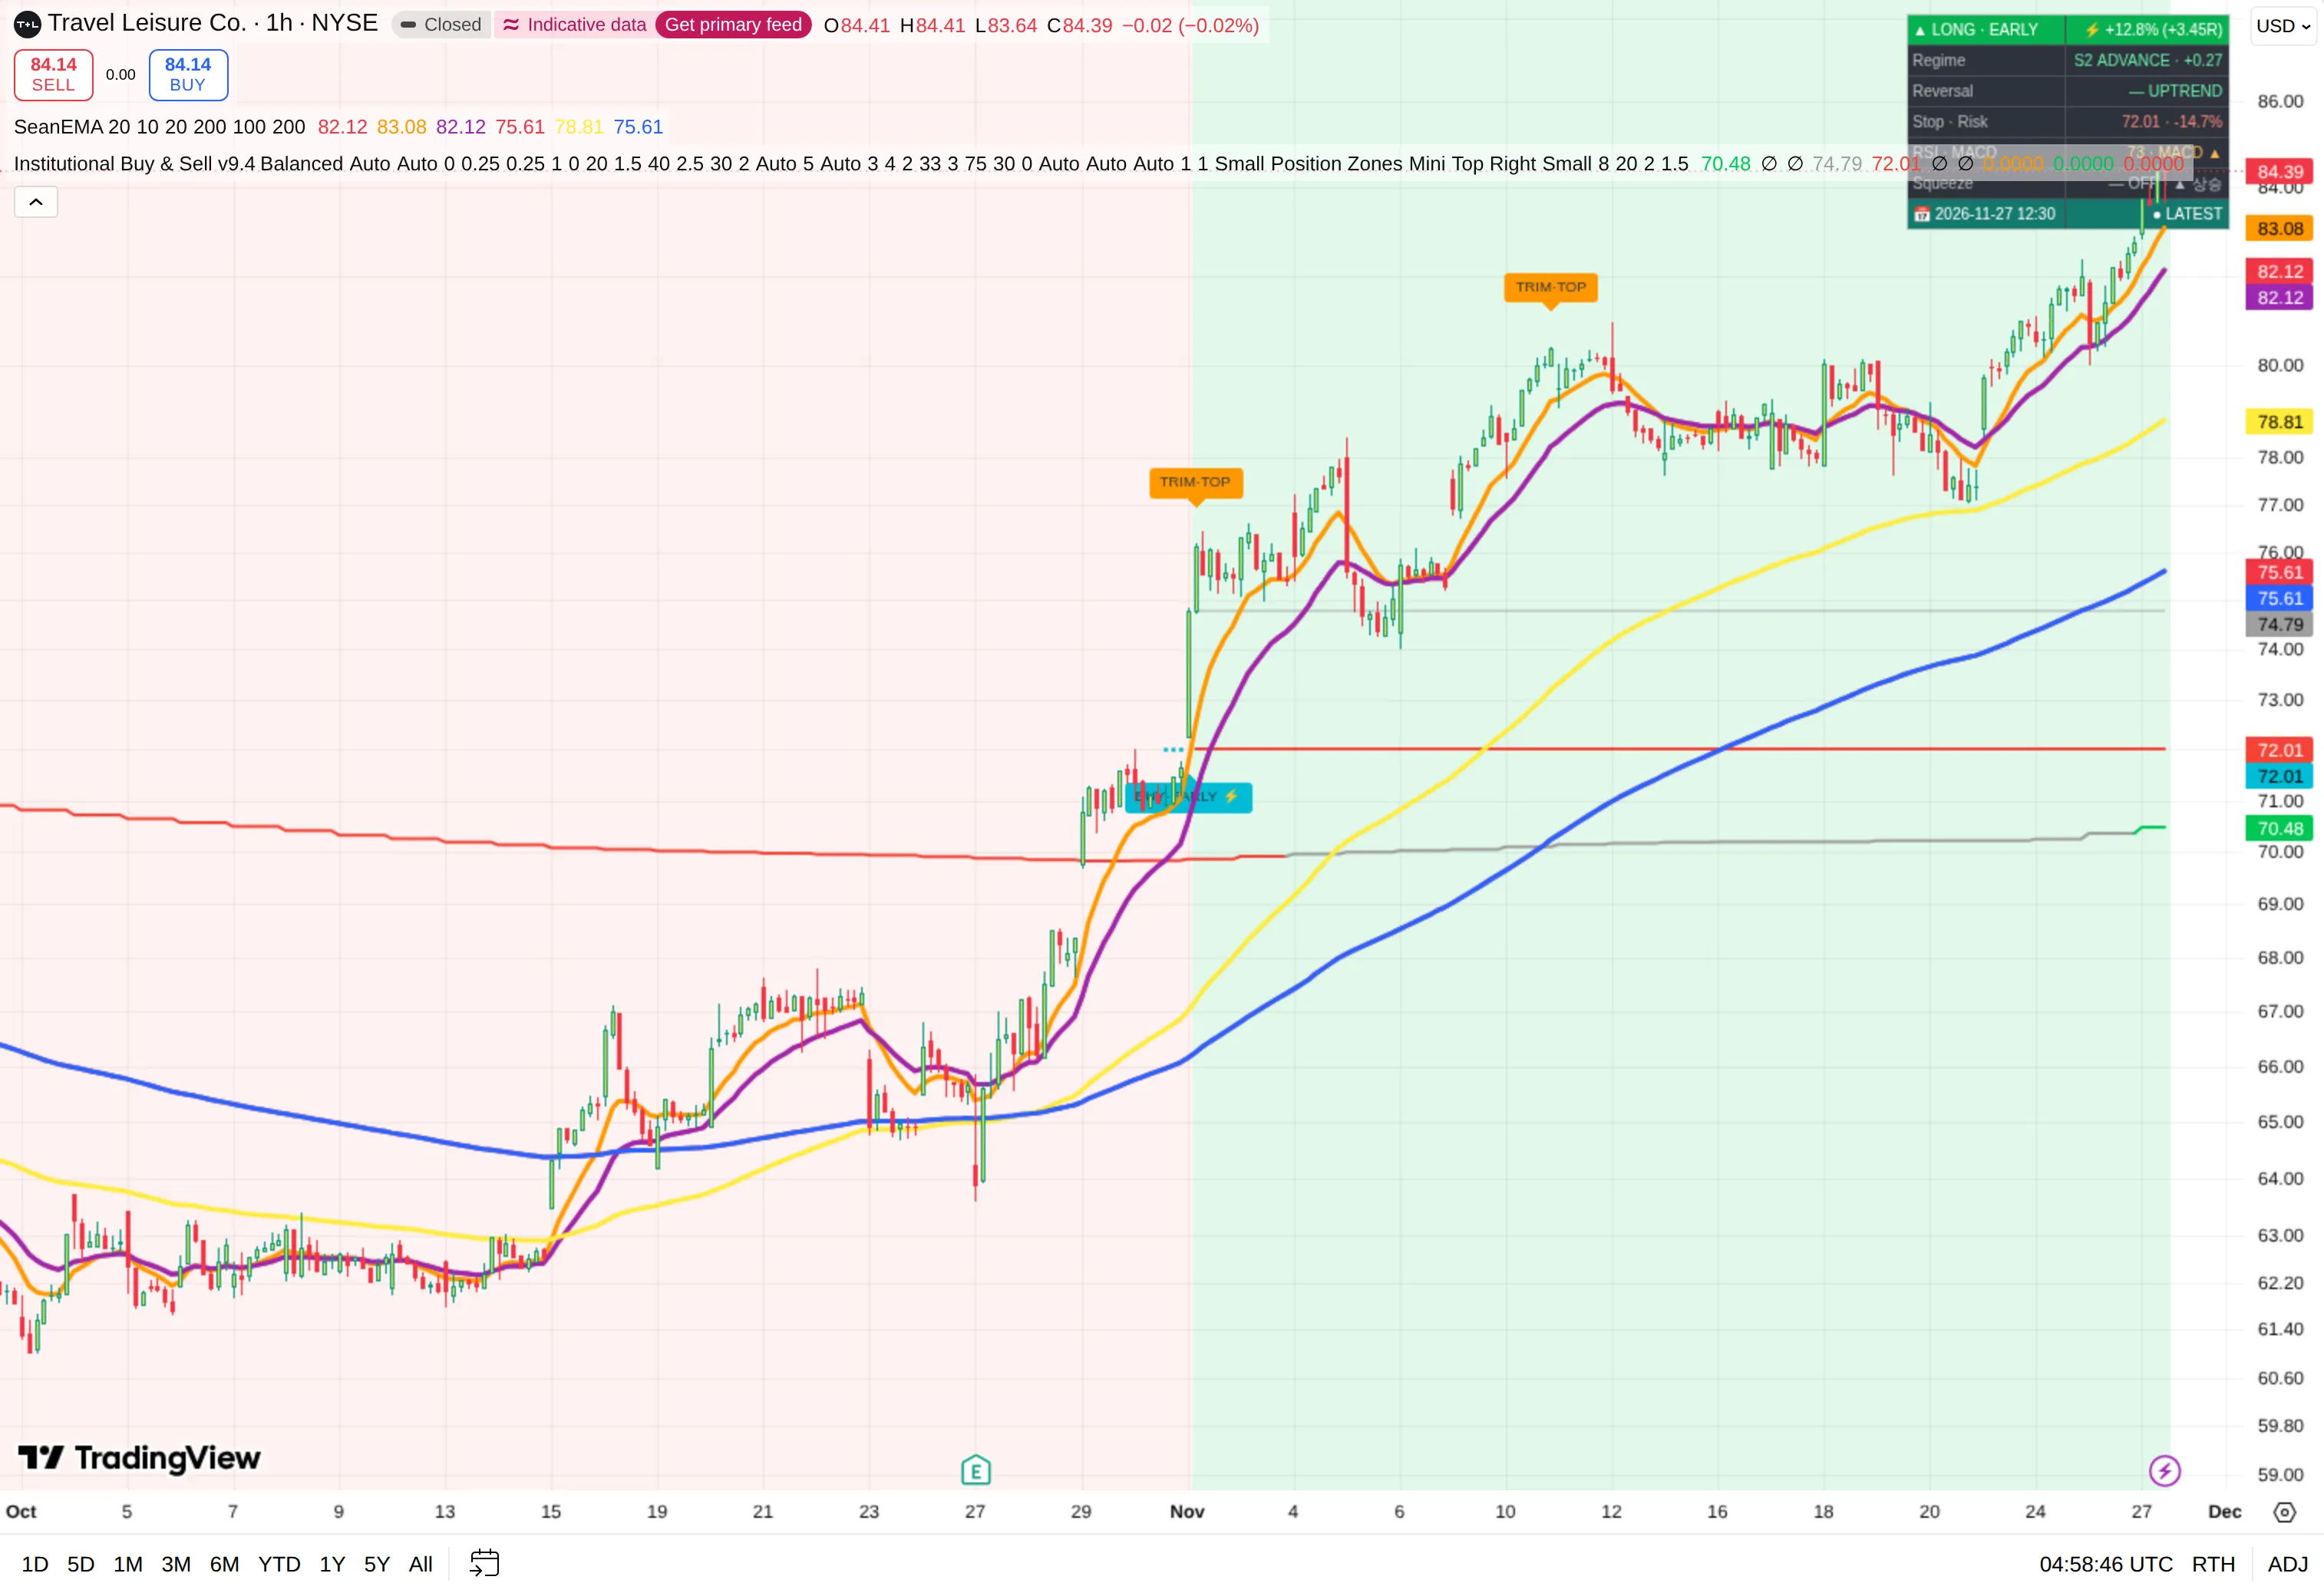 Travel Leisure Co. · 1h · NYSE Closed Indicative data Get primary feed O84.41 H84.41 L83.64 C84.39 −0.02 (−0.02%)
84.14 SELL 0.00 84.14 BUY
SeanEMA 20 10 20 200 100 200 82.12 83.08 82.12 75.61 78.81 75.61
Institutional Buy & Sell v9.4 Balanced Auto Auto 0 0.25 0.25 1 0 20 1.5 40 2.5 30 2 Auto 5 Auto 3 4 2 33 3 75 30 0 Auto Auto Auto 1 1 Small Position Zones Mini Top Right Small 8 20 2 1.5 70.48 ∅ ∅ 74.79 72.01 ∅ ∅ 0.0000 0.0000 0.0000
▲ LONG · EARLY ⚡ +12.8% (+3.45R)
Regime S2 ADVANCE · +0.27
Reversal — UPTREND
Stop · Risk 72.01 · -14.7%
RSI · MACD 73 · MACD ▲
Squeeze — OFF ▲ 상승
📅 2026-11-27 12:30 ● LATEST
USD
86.00
84.39
84.00
83.08
82.12
82.12
80.00
78.81
78.00
77.00
76.00
75.61
75.61
74.79
74.00
73.00
72.01
72.01
71.00
70.48
70.00
69.00
68.00
67.00
66.00
65.00
64.00
63.00
62.20
61.40
60.60
59.80
59.00
TRIM·TOP
TRIM·TOP
TradingView
E
Oct 5 7 9 13 15 19 21 23 27 29 Nov 4 6 10 12 16 18 20 24 27 Dec
1D 5D 1M 3M 6M YTD 1Y 5Y All 04:58:46 UTC RTH ADJ